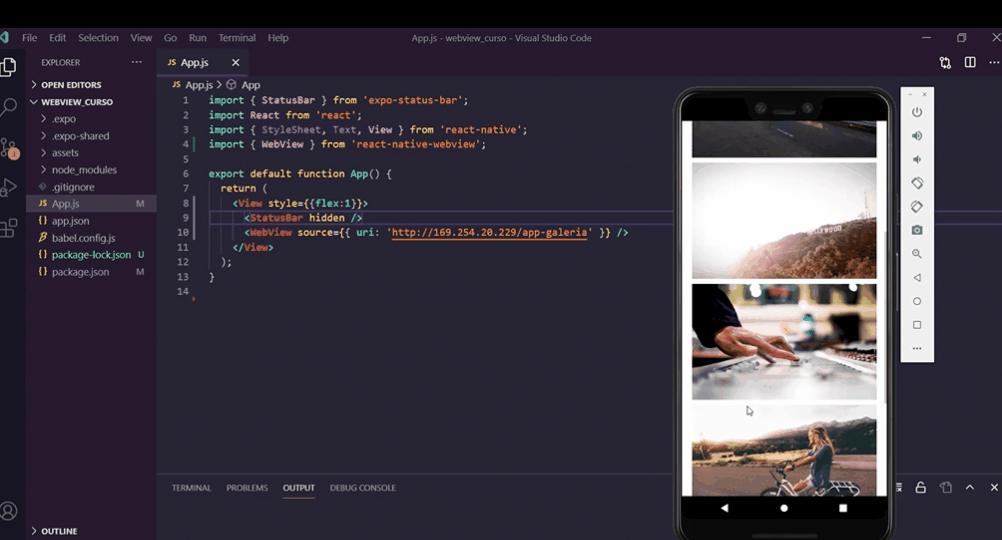 File Edit Selection View Go Run Terminal Help
App.js - webview_curso - Visual Studio Code
EXPLORER
OPEN EDITORS
WEBVIEW_CURSO
.expo
.expo-shared
assets
node_modules
.gitignore
JS App.js M
{} app.json
babel.config.js
{} package-lock.json U
{} package.json M
OUTLINE
1
JS App.js
JS App.js > App
1 import { StatusBar } from 'expo-status-bar';
2 import React from 'react';
3 import { StyleSheet, Text, View } from 'react-native';
4 import { WebView } from 'react-native-webview';
5
6 export default function App() {
7 return (
8 <View style={{flex:1}}>
9 <StatusBar hidden />
10 <WebView source={{ uri: 'http://169.254.20.229/app-galeria' }} />
11 </View>
12 );
13 }
14
TERMINAL PROBLEMS OUTPUT DEBUG CONSOLE